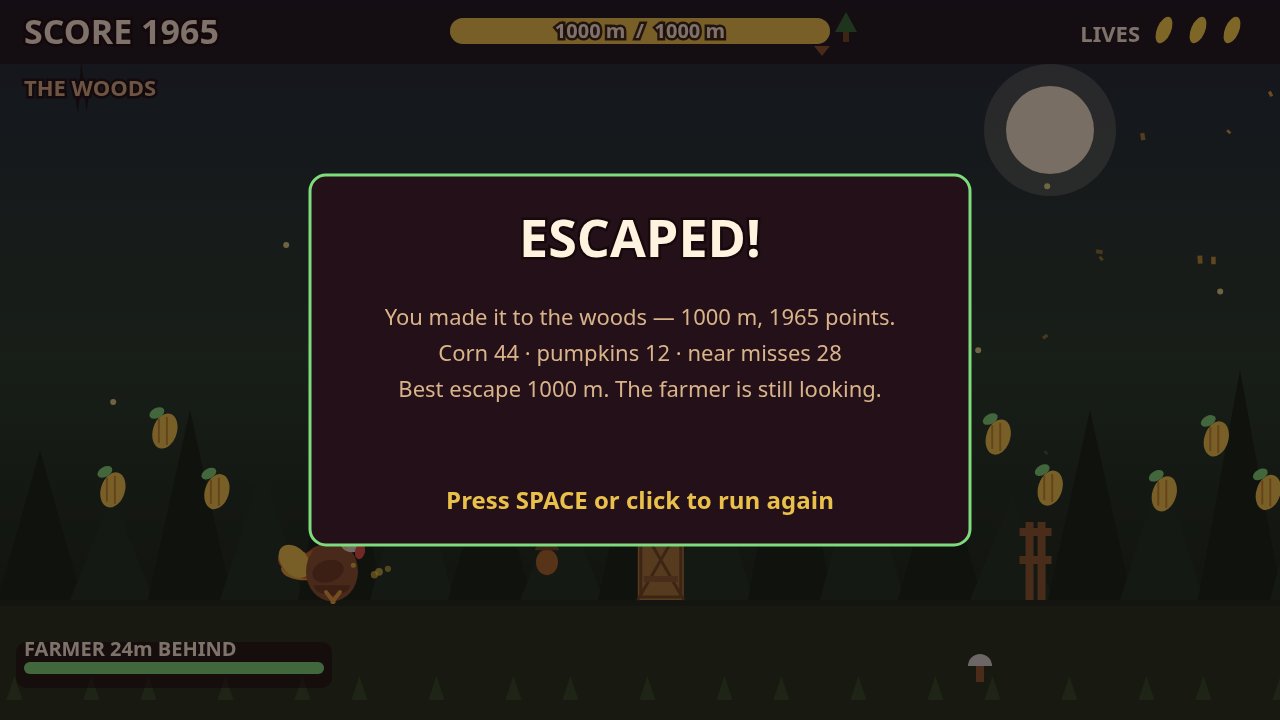 SCORE 1965
1000 m / 1000 m
LIVES
THE WOODS
ESCAPED!
You made it to the woods — 1000 m, 1965 points.
Corn 44 · pumpkins 12 · near misses 28
Best escape 1000 m. The farmer is still looking.
Press SPACE or click to run again
FARMER 24m BEHIND